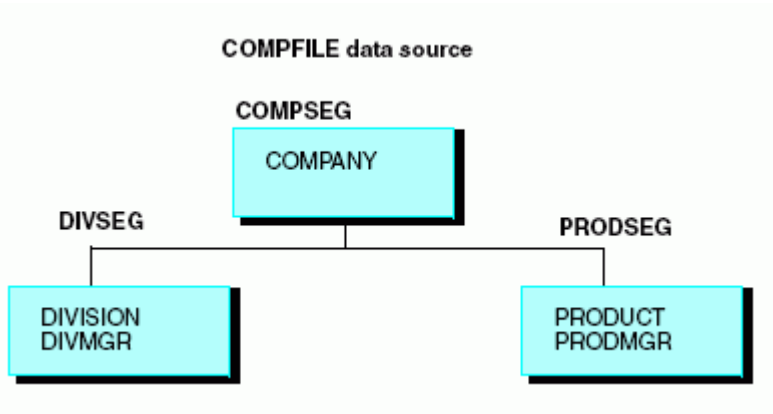 COMPFILE data source
COMPSEG
COMPANY
DIVSEG
PRODSEG
DIVISION
DIVMGR
PRODUCT
PRODMGR